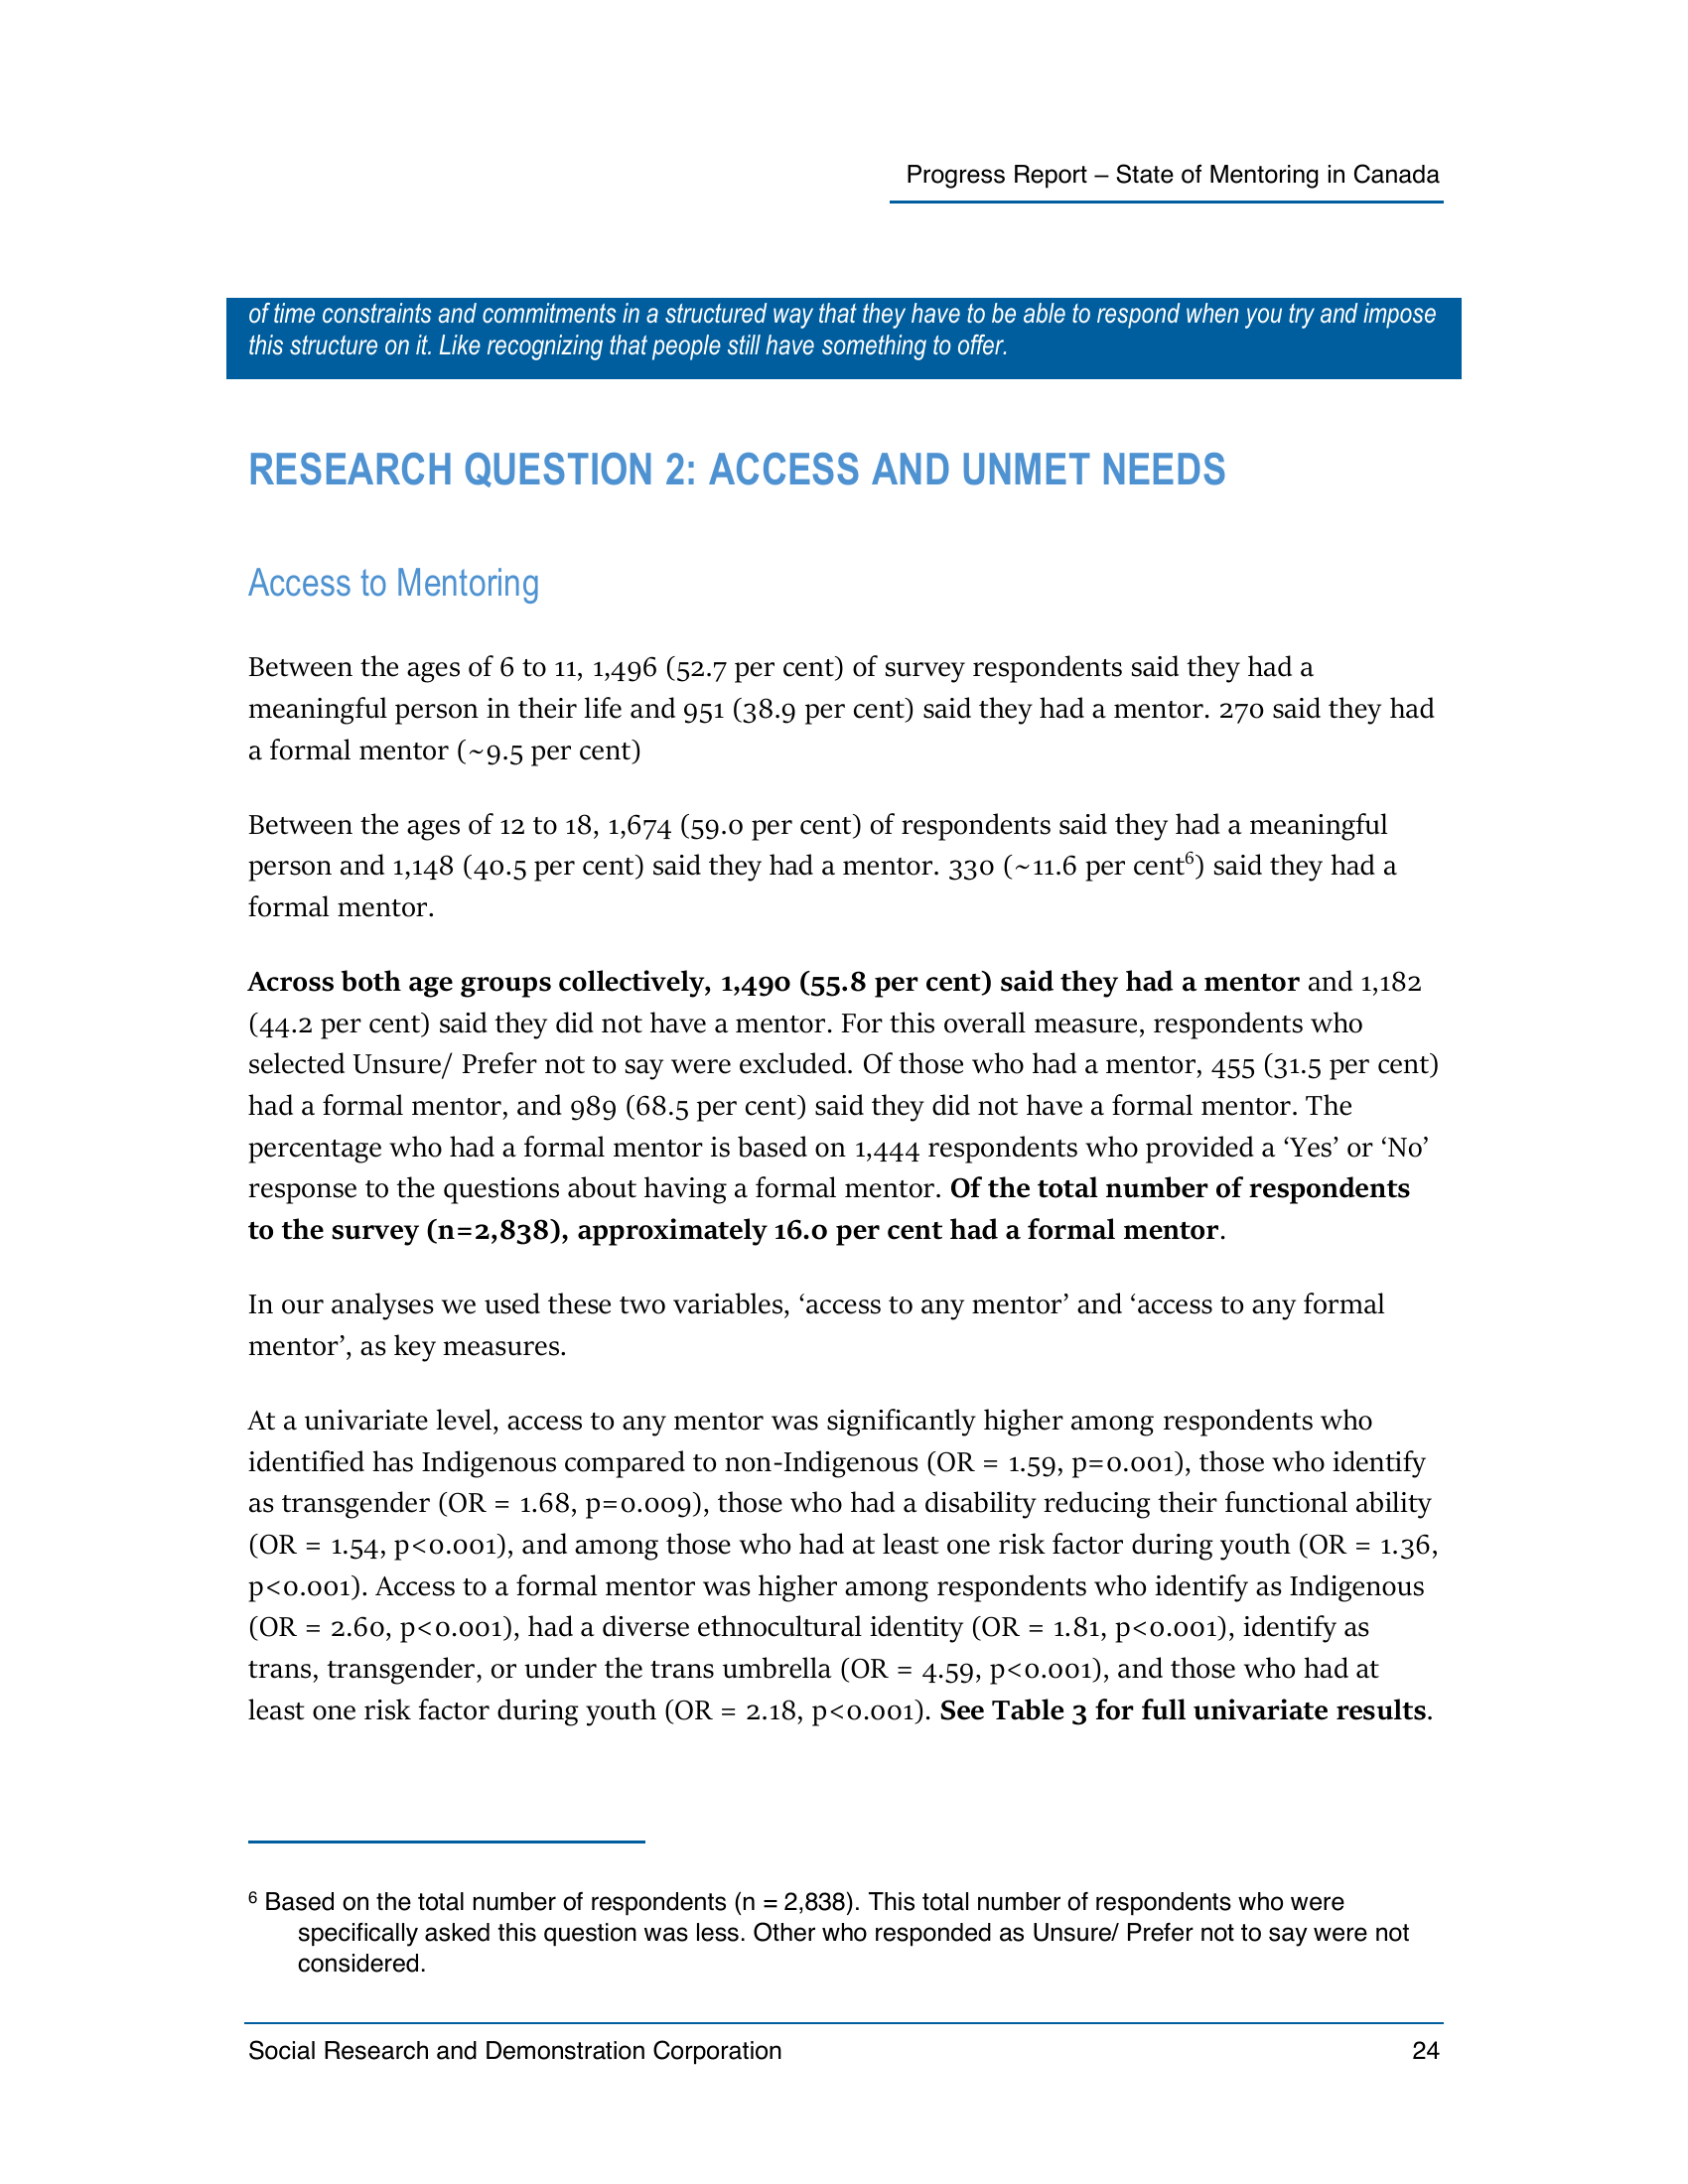 Progress Report – State of Mentoring in Canada
of time constraints and commitments in a structured way that they have to be able to respond when you try and impose
this structure on it. Like recognizing that people still have something to offer.
RESEARCH QUESTION 2: ACCESS AND UNMET NEEDS
Access to Mentoring
Between the ages of 6 to 11, 1,496 (52.7 per cent) of survey respondents said they had a
meaningful person in their life and 951 (38.9 per cent) said they had a mentor. 270 said they had
a formal mentor (~9.5 per cent)
Between the ages of 12 to 18, 1,674 (59.0 per cent) of respondents said they had a meaningful
person and 1,148 (40.5 per cent) said they had a mentor. 330 (~11.6 per cent⁶) said they had a
formal mentor.
Across both age groups collectively, 1,490 (55.8 per cent) said they had a mentor and 1,182
(44.2 per cent) said they did not have a mentor. For this overall measure, respondents who
selected Unsure/ Prefer not to say were excluded. Of those who had a mentor, 455 (31.5 per cent)
had a formal mentor, and 989 (68.5 per cent) said they did not have a formal mentor. The
percentage who had a formal mentor is based on 1,444 respondents who provided a ‘Yes’ or ‘No’
response to the questions about having a formal mentor. Of the total number of respondents
to the survey (n=2,838), approximately 16.0 per cent had a formal mentor.
In our analyses we used these two variables, ‘access to any mentor’ and ‘access to any formal
mentor’, as key measures.
At a univariate level, access to any mentor was significantly higher among respondents who
identified has Indigenous compared to non-Indigenous (OR = 1.59, p=0.001), those who identify
as transgender (OR = 1.68, p=0.009), those who had a disability reducing their functional ability
(OR = 1.54, p<0.001), and among those who had at least one risk factor during youth (OR = 1.36,
p<0.001). Access to a formal mentor was higher among respondents who identify as Indigenous
(OR = 2.60, p<0.001), had a diverse ethnocultural identity (OR = 1.81, p<0.001), identify as
trans, transgender, or under the trans umbrella (OR = 4.59, p<0.001), and those who had at
least one risk factor during youth (OR = 2.18, p<0.001). See Table 3 for full univariate results.
⁶ Based on the total number of respondents (n = 2,838). This total number of respondents who were
specifically asked this question was less. Other who responded as Unsure/ Prefer not to say were not
considered.
Social Research and Demonstration Corporation 24